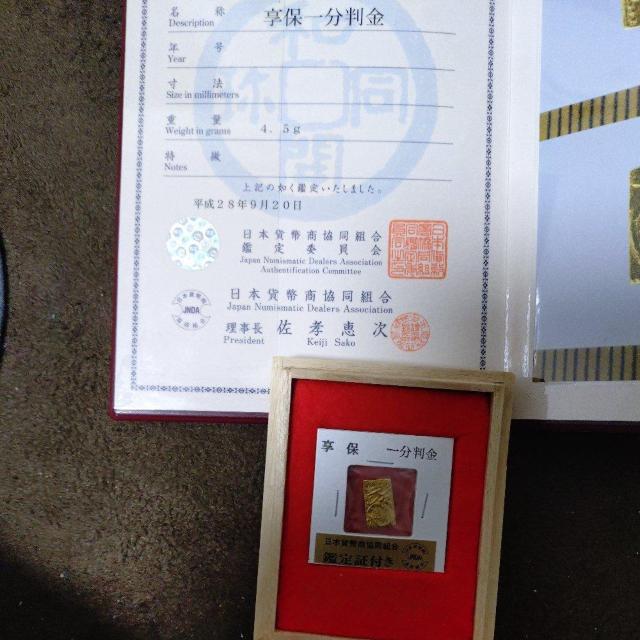 名称 享保一分判金
Description
年号
Year
寸法
Size in millimeters
重量 4.5g
Weight in grams
特徴
Notes
上記の如く鑑定いたしました。
平成28年9月20日
日本貨幣商協同組合
鑑定委員会
Japan Numismatic Dealers Association
Authentification Committee
日本貨幣商協同組合
Japan Numismatic Dealers Association
JNDA
理事長 佐孝恵次
President Keiji Sako
享保 一分判金
日本貨幣商協同組合
鑑定証付き